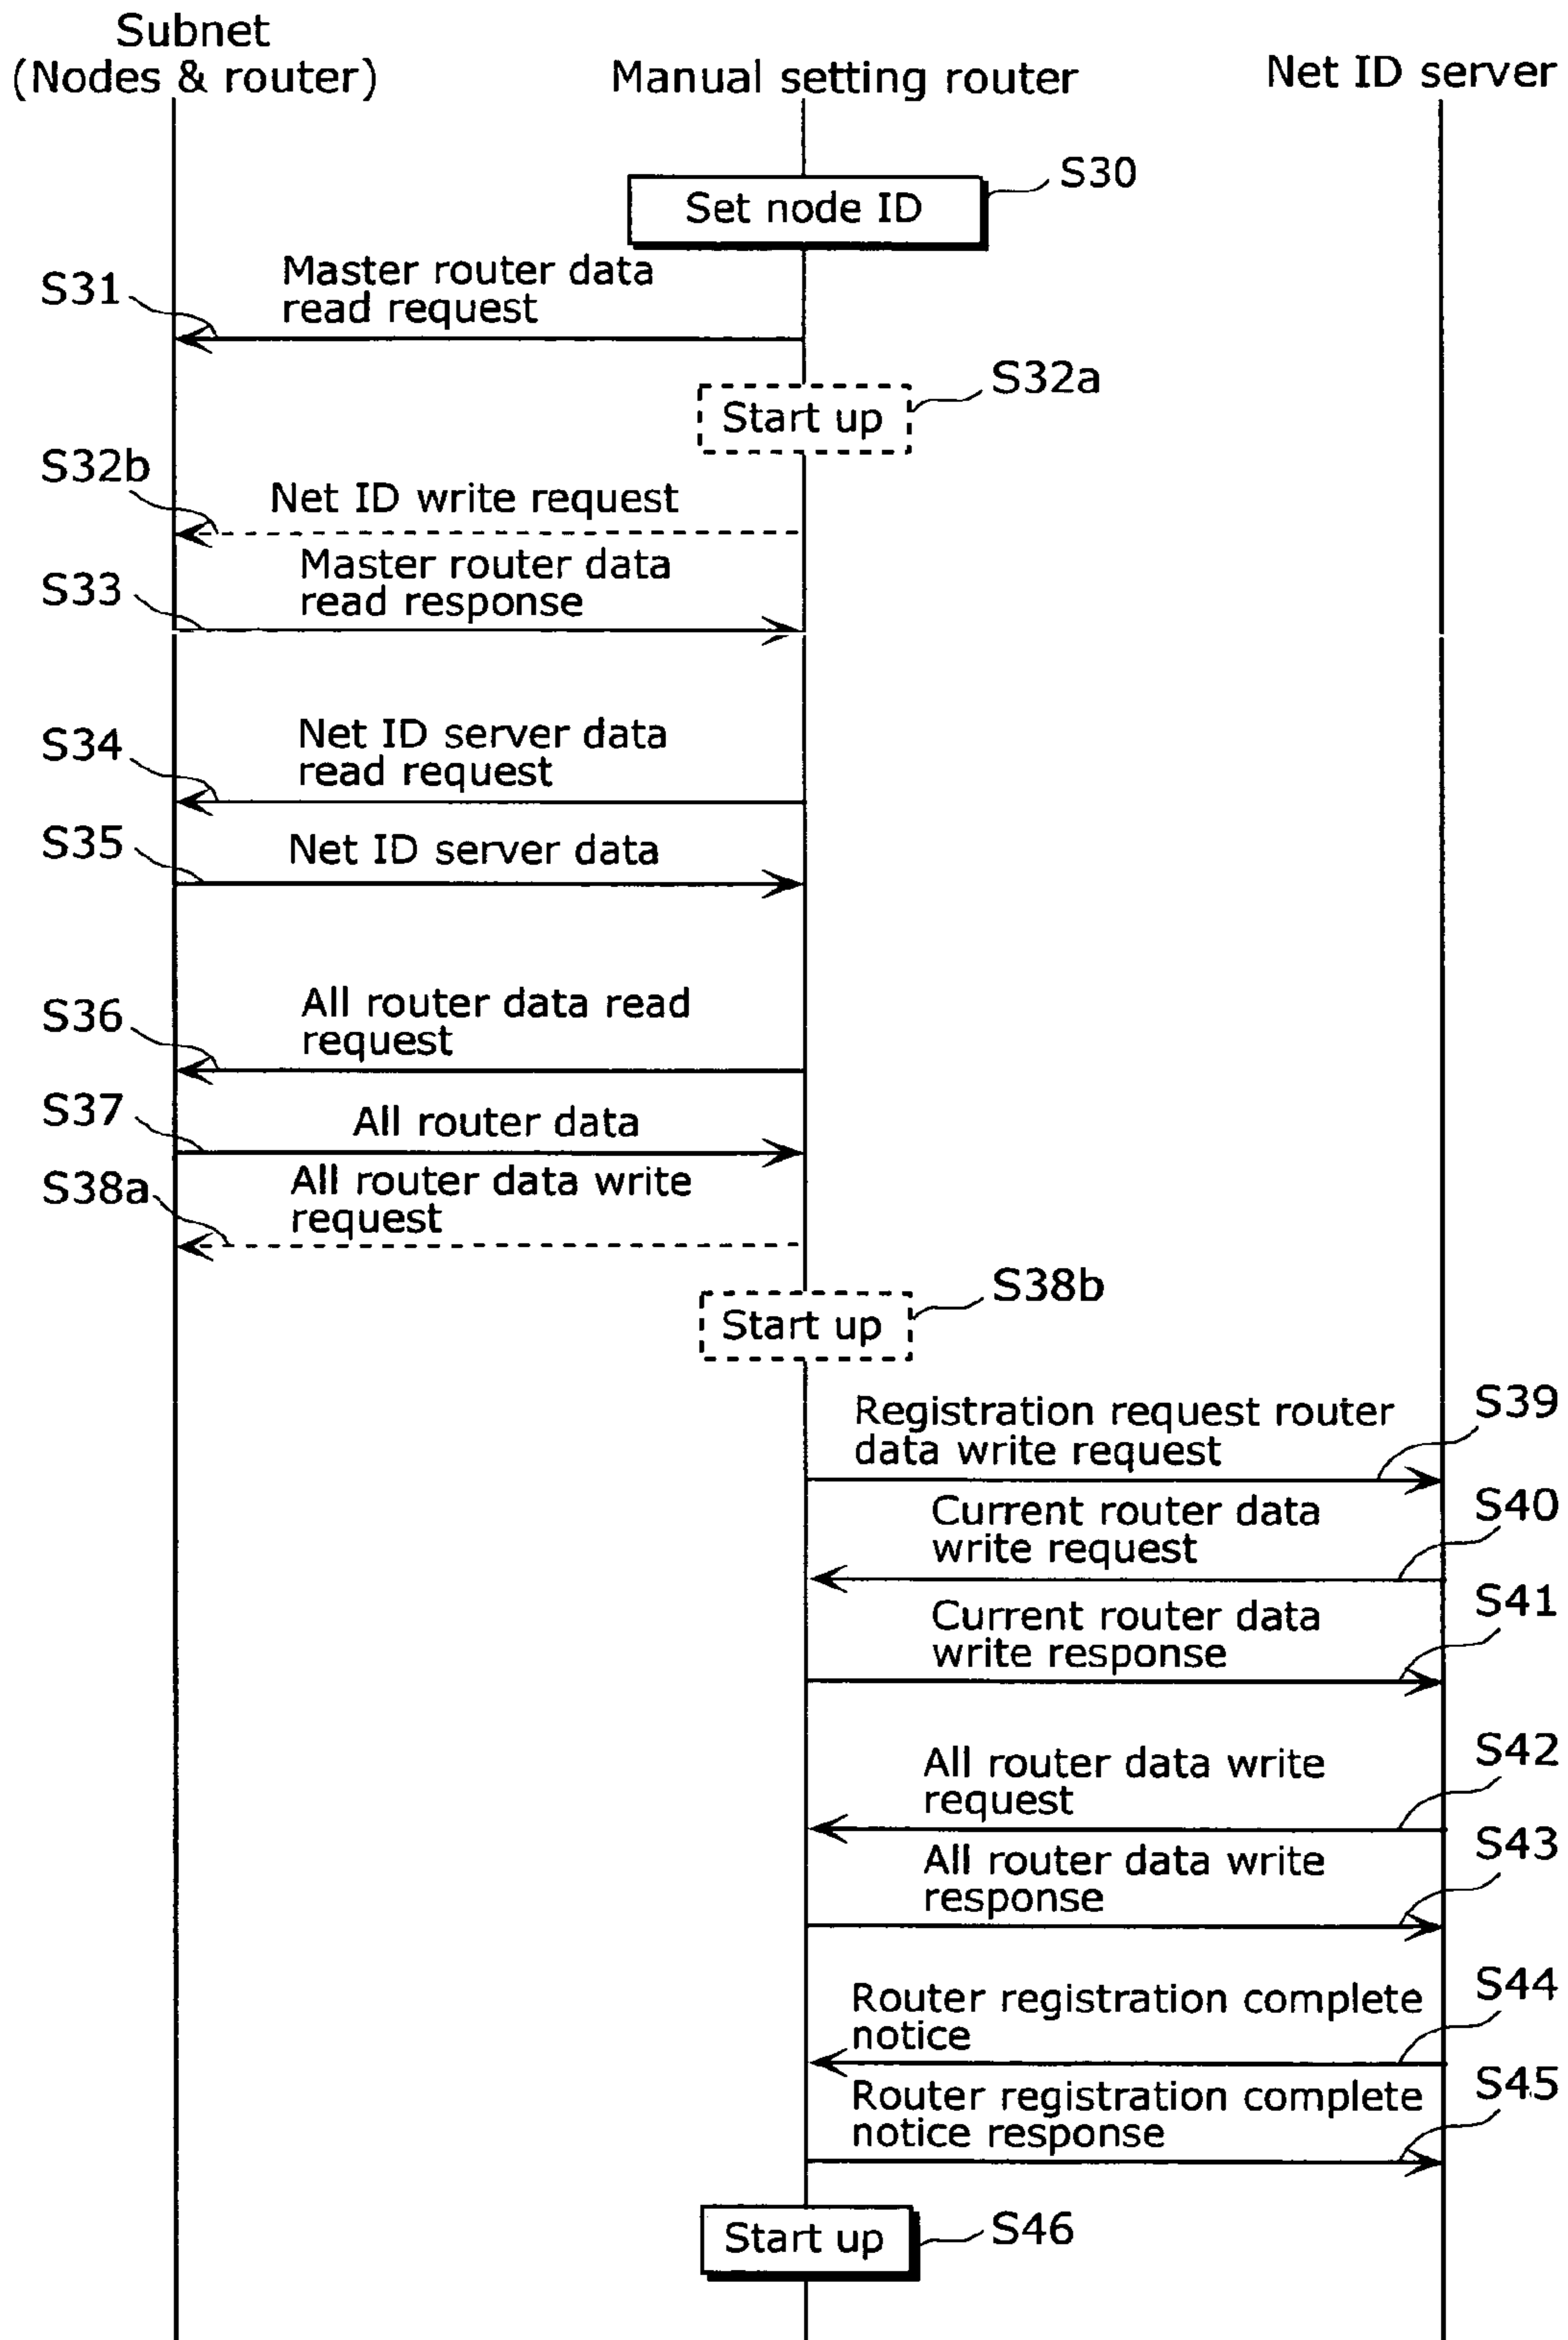 Subnet
(Nodes & router)
Manual setting router
Net ID server
S30
Set node ID
S31
Master router data
read request
S32a
Start up
S32b
Net ID write request
S33
Master router data
read response
S34
Net ID server data
read request
S35
Net ID server data
S36
All router data read
request
S37
All router data
S38a
All router data write
request
S38b
Start up
S39
Registration request router
data write request
S40
Current router data
write request
S41
Current router data
write response
S42
All router data write
request
S43
All router data write
response
S44
Router registration complete
notice
S45
Router registration complete
notice response
Start up
S46